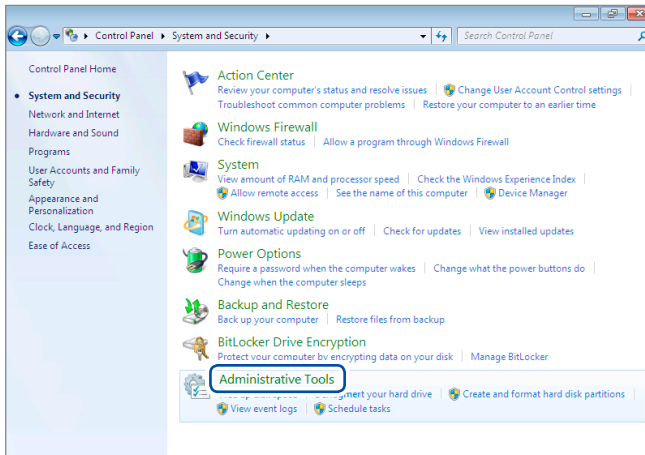 Control Panel System and Security
Search Control Panel
Control Panel Home
System and Security
Network and Internet
Hardware and Sound
Programs
User Accounts and Family
Safety
Appearance and
Personalization
Clock, Language, and Region
Ease of Access
Action Center
Review your computer's status and resolve issues Change User Account Control settings
Troubleshoot common computer problems Restore your computer to an earlier time
Windows Firewall
Check firewall status Allow a program through Windows Firewall
System
View amount of RAM and processor speed Check the Windows Experience Index
Allow remote access See the name of this computer Device Manager
Windows Update
Turn automatic updating on or off Check for updates View installed updates
Power Options
Require a password when the computer wakes Change what the power buttons do
Change when the computer sleeps
Backup and Restore
Back up your computer Restore files from backup
BitLocker Drive Encryption
Protect your computer by encrypting data on your disk Manage BitLocker
Administrative Tools
your hard drive Create and format hard disk partitions
View event logs Schedule tasks